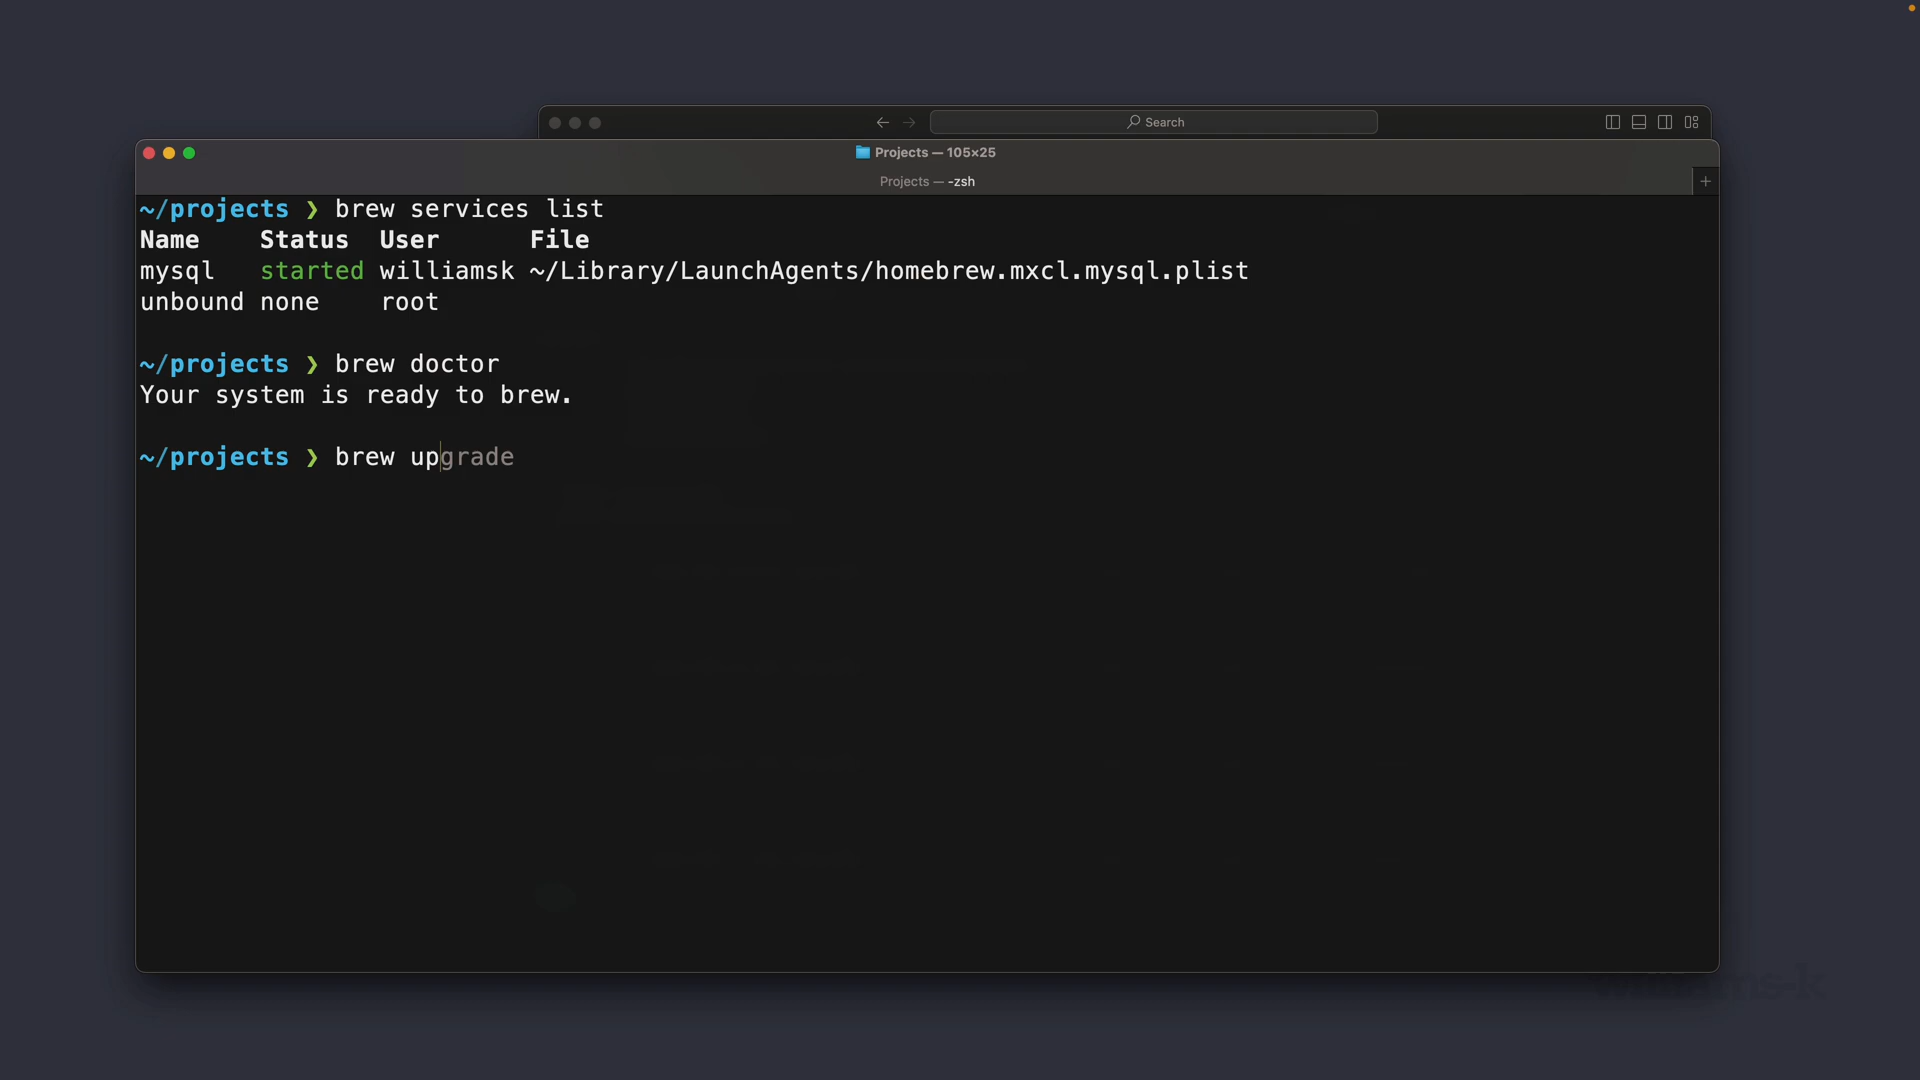 Search
Projects — 105×25
Projects — -zsh
+
~/projects ❯ brew services list
Name    Status  User      File
mysql   started williamsk ~/Library/LaunchAgents/homebrew.mxcl.mysql.plist
unbound none    root
~/projects ❯ brew doctor
Your system is ready to brew.
~/projects ❯ brew upgrade